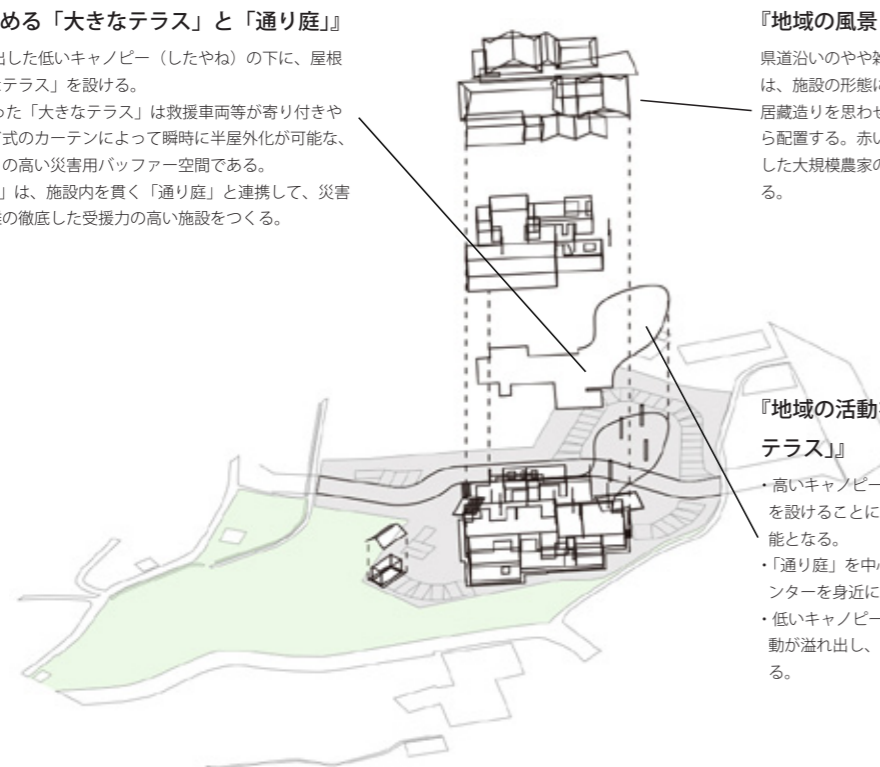 める「大きなテラス」と「通り庭」』
出した低いキャノピー(したやね)の下に、屋根
なテラス」を設ける。
った「大きなテラス」は救援車両等が寄り付きや
式のカーテンによって瞬時に半屋外化が可能な、
の高い災害用バッファー空間である。
」は、施設内を貫く「通り庭」と連携して、災害
の徹底した受援力の高い施設をつくる。
『地域の風景
県道沿いのやや
は、施設の形態に
居蔵造りを思わせ
ら配置する。赤い
した大規模農家の
る。
『地域の活動
テラス」』
・高いキャノピー
を設けることに
能となる。
・「通り庭」を中
ンターを身近に
・低いキャノピー
動が溢れ出し、
る。